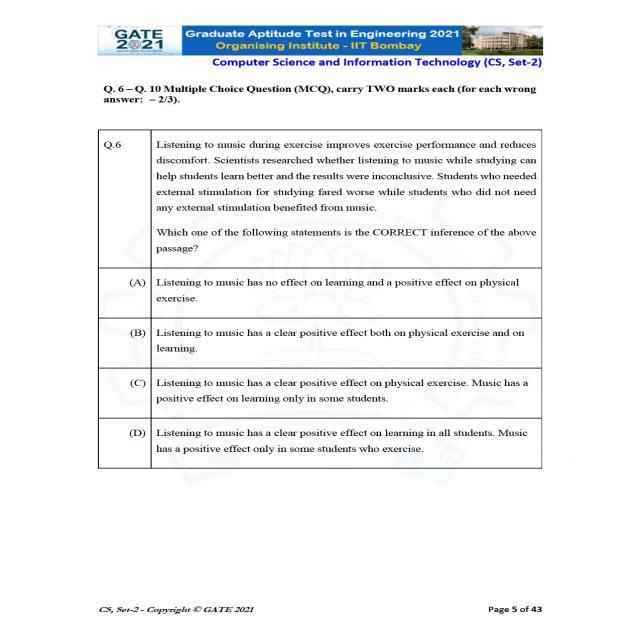 GATE
2021
Graduate Aptitude Test in Engineering 2021
Organising Institute - IIT Bombay
Computer Science and Information Technology (CS, Set-2)
Q. 6 – Q. 10 Multiple Choice Question (MCQ), carry TWO marks each (for each wrong
answer: – 2/3).
Q.6 Listening to music during exercise improves exercise performance and reduces
discomfort. Scientists researched whether listening to music while studying can
help students learn better and the results were inconclusive. Students who needed
external stimulation for studying fared worse while students who did not need
any external stimulation benefited from music.
Which one of the following statements is the CORRECT inference of the above
passage?
(A) Listening to music has no effect on learning and a positive effect on physical
exercise.
(B) Listening to music has a clear positive effect both on physical exercise and on
learning.
(C) Listening to music has a clear positive effect on physical exercise. Music has a
positive effect on learning only in some students.
(D) Listening to music has a clear positive effect on learning in all students. Music
has a positive effect only in some students who exercise.
CS, Set-2 - Copyright © GATE 2021
Page 5 of 43